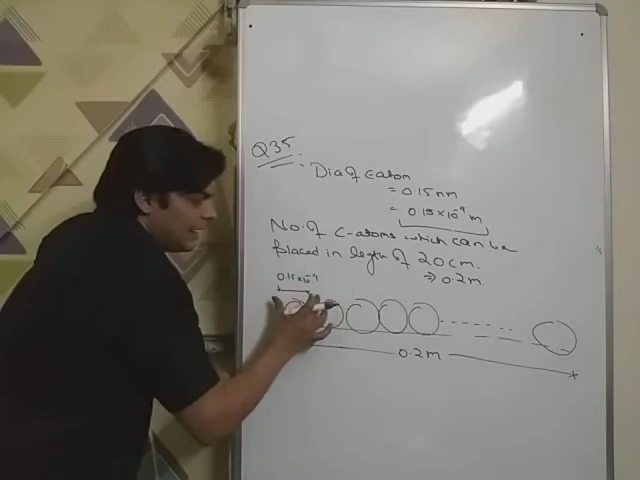 Q35
: Dia of C atom
= 0.15 nm
= 0.15 × 10⁻⁹ m
No. of C-atoms which can be
placed in length of 20 cm.
⇒ 0.2 m.
0.15 × 10⁻⁹
0.2 m